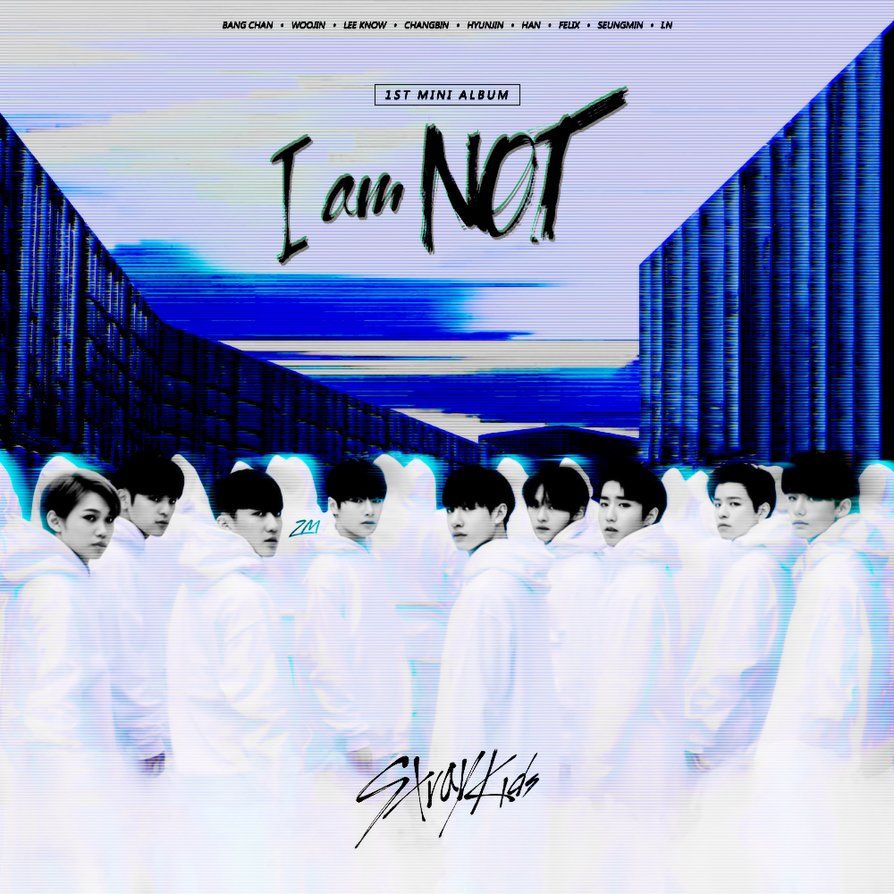 BANG CHAN • WOOJIN • LEE KNOW • CHANGBIN • HYUNJIN • HAN • FELIX • SEUNGMIN • I.N
1ST MINI ALBUM
I am NOT
ZM
Stray Kids